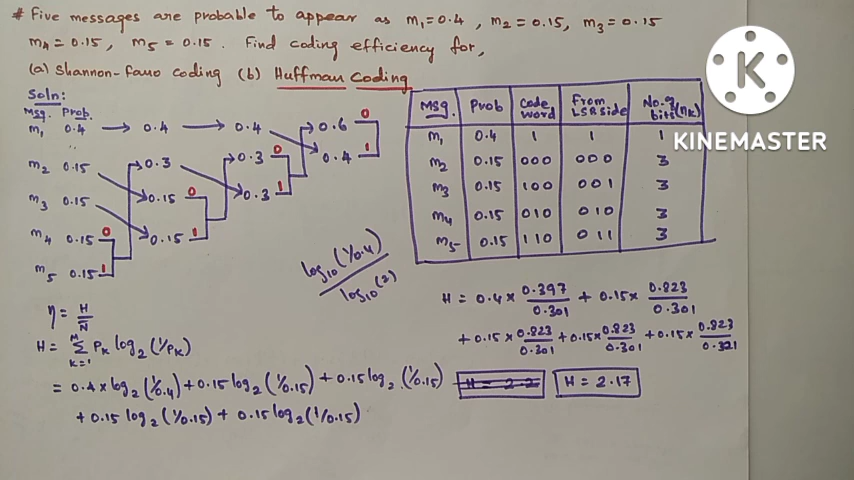 # Five messages are probable to appear as m₁=0.4, m₂=0.15, m₃=0.15
m₄=0.15, m₅=0.15. Find coding efficiency for,
(a) Shannon-Fano coding (b) Huffman Coding
Soln:
Msg. Prob.
m₁ 0.4 → 0.4 → 0.4 0.6 0
m₂ 0.15 0.3 0.3 0 0.4 1
m₃ 0.15 0.15 0 0.3 1
m₄ 0.15 0 0.15 1
m₅ 0.15 1
Msg. Prob Code word From LSR side No. of bits (nk)
m₁ 0.4 1 1 1
m₂ 0.15 000 000 3
m₃ 0.15 100 001 3
m₄ 0.15 010 010 3
m₅ 0.15 110 011 3
K
KINEMASTER
log₁₀(1/0.4)
log₁₀(2)
η = H/N̄
H = M Σ k=1 Pk log₂(1/Pk)
= 0.4 × log₂(1/0.4) + 0.15 log₂(1/0.15) + 0.15 log₂(1/0.15)
+ 0.15 log₂(1/0.15) + 0.15 log₂(1/0.15)
H = 0.4 × 0.397/0.301 + 0.15 × 0.823/0.301
+ 0.15 × 0.823/0.301 + 0.15 × 0.823/0.301 + 0.15 × 0.823/0.321
H = 2.2
H = 2.17